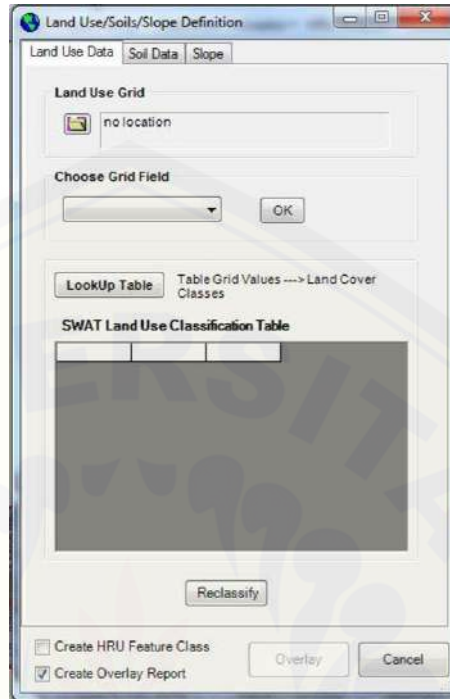 Land Use/Soils/Slope Definition
Land Use Data Soil Data Slope
Land Use Grid
no location
Choose Grid Field
OK
LookUp Table Table Grid Values ---> Land Cover
Classes
SWAT Land Use Classification Table
Reclassify
Create HRU Feature Class
Create Overlay Report
Overlay
Cancel